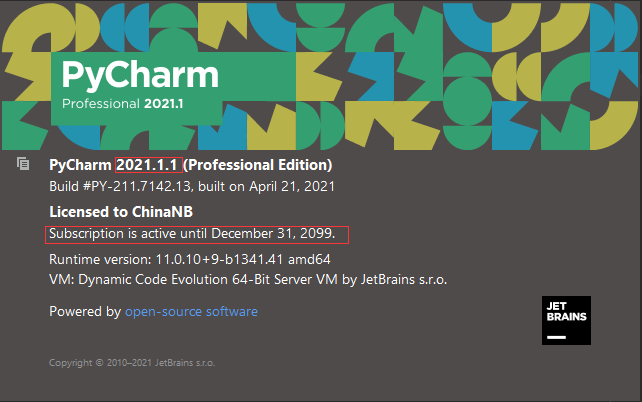 PyCharm
Professional 2021.1
PyCharm 2021.1.1 (Professional Edition)
Build #PY-211.7142.13, built on April 21, 2021
Licensed to ChinaNB
Subscription is active until December 31, 2099.
Runtime version: 11.0.10+9-b1341.41 amd64
VM: Dynamic Code Evolution 64-Bit Server VM by JetBrains s.r.o.
Powered by open-source software
JET
BRAINS
Copyright © 2010–2021 JetBrains s.r.o.